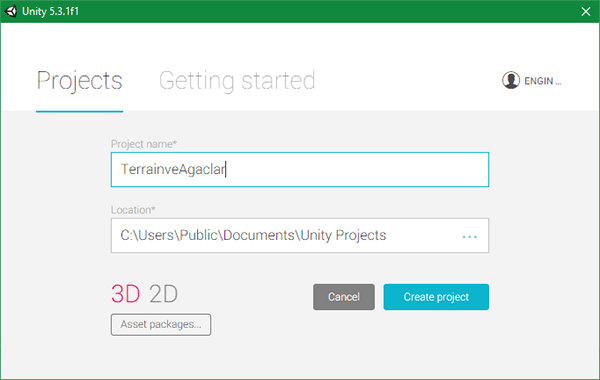 Unity 5.3.1f1
Projects Getting started ENGIN ...
Project name*
TerrainveAgaclar
Location*
C:\Users\Public\Documents\Unity Projects ...
3D 2D Cancel Create project
Asset packages...